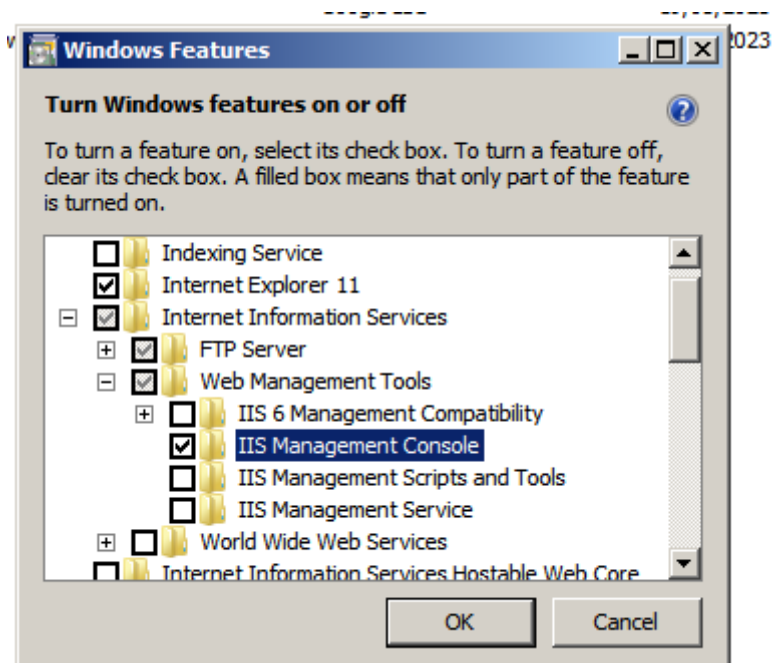 2023
Windows Features
Turn Windows features on or off
To turn a feature on, select its check box. To turn a feature off,
clear its check box. A filled box means that only part of the feature
is turned on.
Indexing Service
Internet Explorer 11
Internet Information Services
FTP Server
Web Management Tools
IIS 6 Management Compatibility
IIS Management Console
IIS Management Scripts and Tools
IIS Management Service
World Wide Web Services
Internet Information Services Hostable Web Core
OK
Cancel